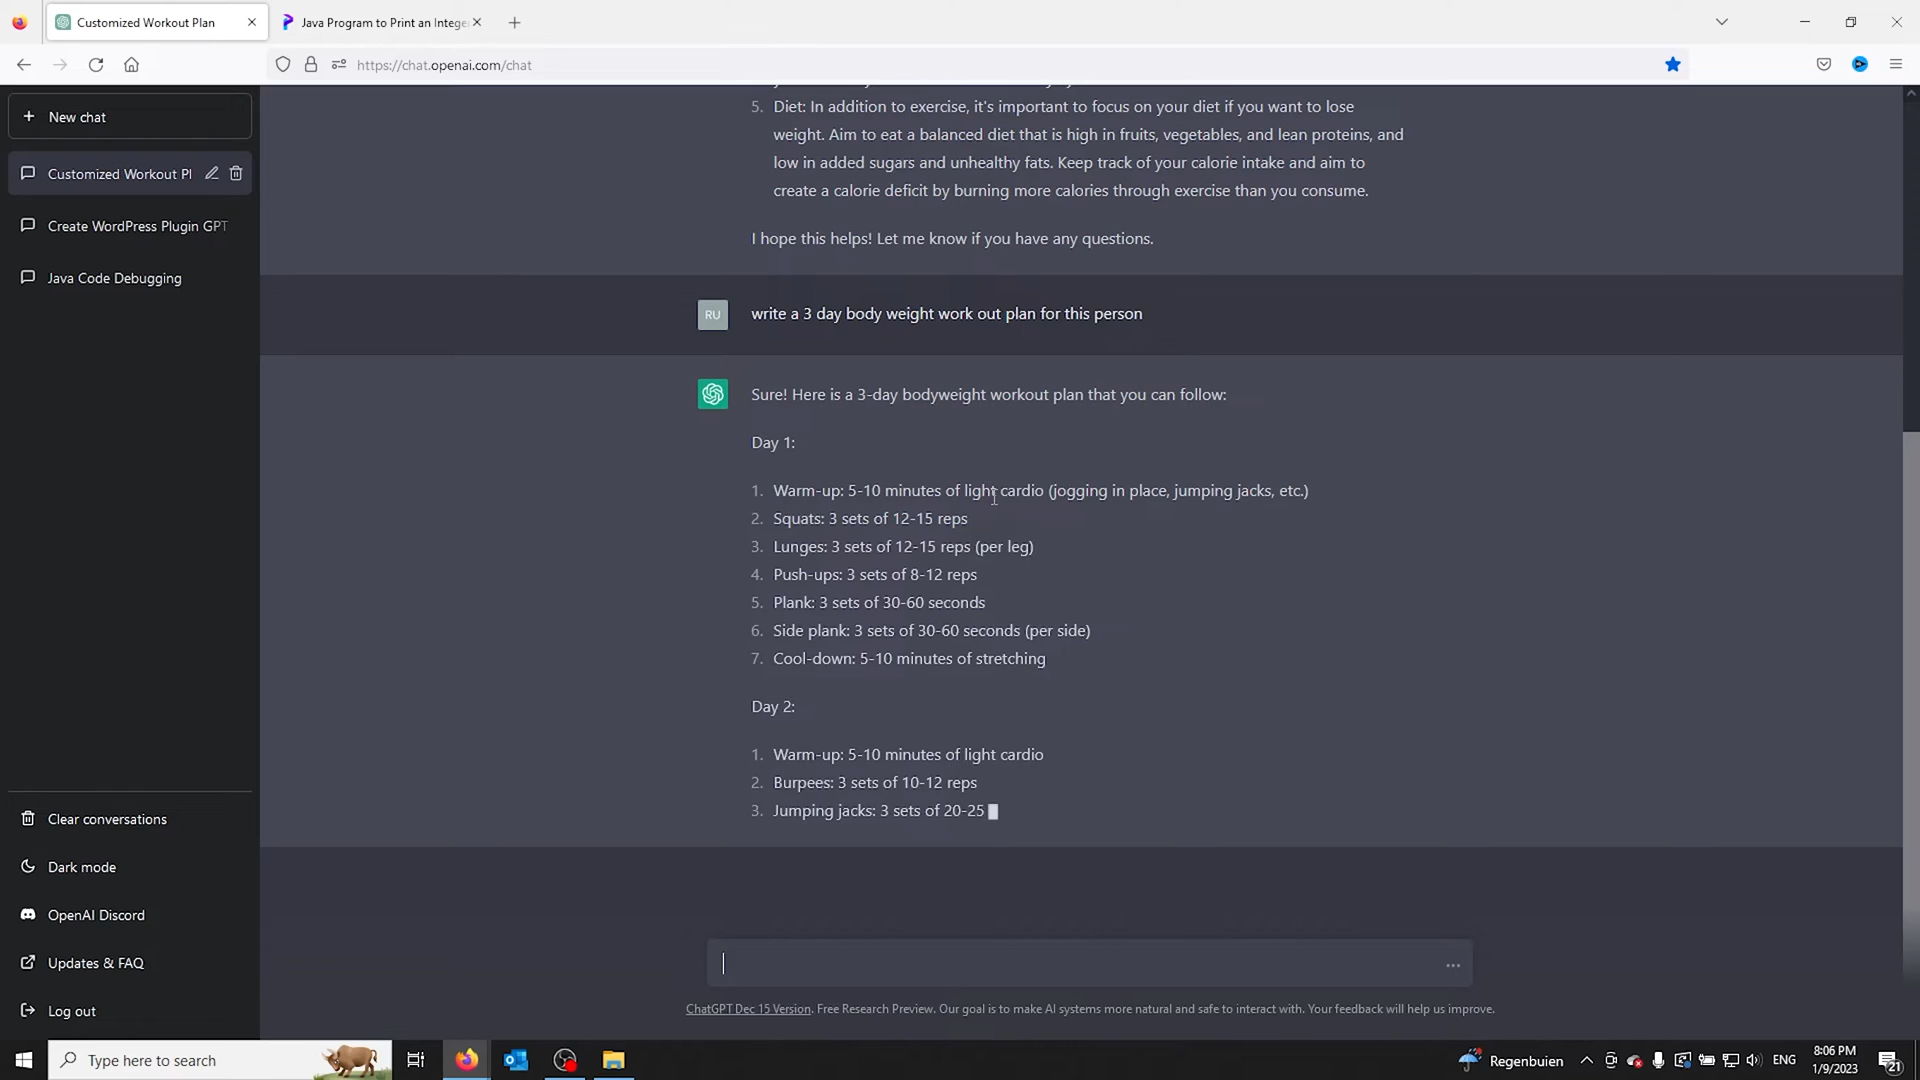 Customized Workout Plan
Java Program to Print an Intege
https://chat.openai.com/chat
New chat
Customized Workout Pl
Create WordPress Plugin GPT
Java Code Debugging
Clear conversations
Dark mode
OpenAI Discord
Updates & FAQ
Log out
5. Diet: In addition to exercise, it's important to focus on your diet if you want to lose
weight. Aim to eat a balanced diet that is high in fruits, vegetables, and lean proteins, and
low in added sugars and unhealthy fats. Keep track of your calorie intake and aim to
create a calorie deficit by burning more calories through exercise than you consume.
I hope this helps! Let me know if you have any questions.
RU
write a 3 day body weight work out plan for this person
Sure! Here is a 3-day bodyweight workout plan that you can follow:
Day 1:
1. Warm-up: 5-10 minutes of light cardio (jogging in place, jumping jacks, etc.)
2. Squats: 3 sets of 12-15 reps
3. Lunges: 3 sets of 12-15 reps (per leg)
4. Push-ups: 3 sets of 8-12 reps
5. Plank: 3 sets of 30-60 seconds
6. Side plank: 3 sets of 30-60 seconds (per side)
7. Cool-down: 5-10 minutes of stretching
Day 2:
1. Warm-up: 5-10 minutes of light cardio
2. Burpees: 3 sets of 10-12 reps
3. Jumping jacks: 3 sets of 20-25
ChatGPT Dec 15 Version. Free Research Preview. Our goal is to make AI systems more natural and safe to interact with. Your feedback will help us improve.
Type here to search
Regenbuien
ENG
8:06 PM
1/9/2023
21